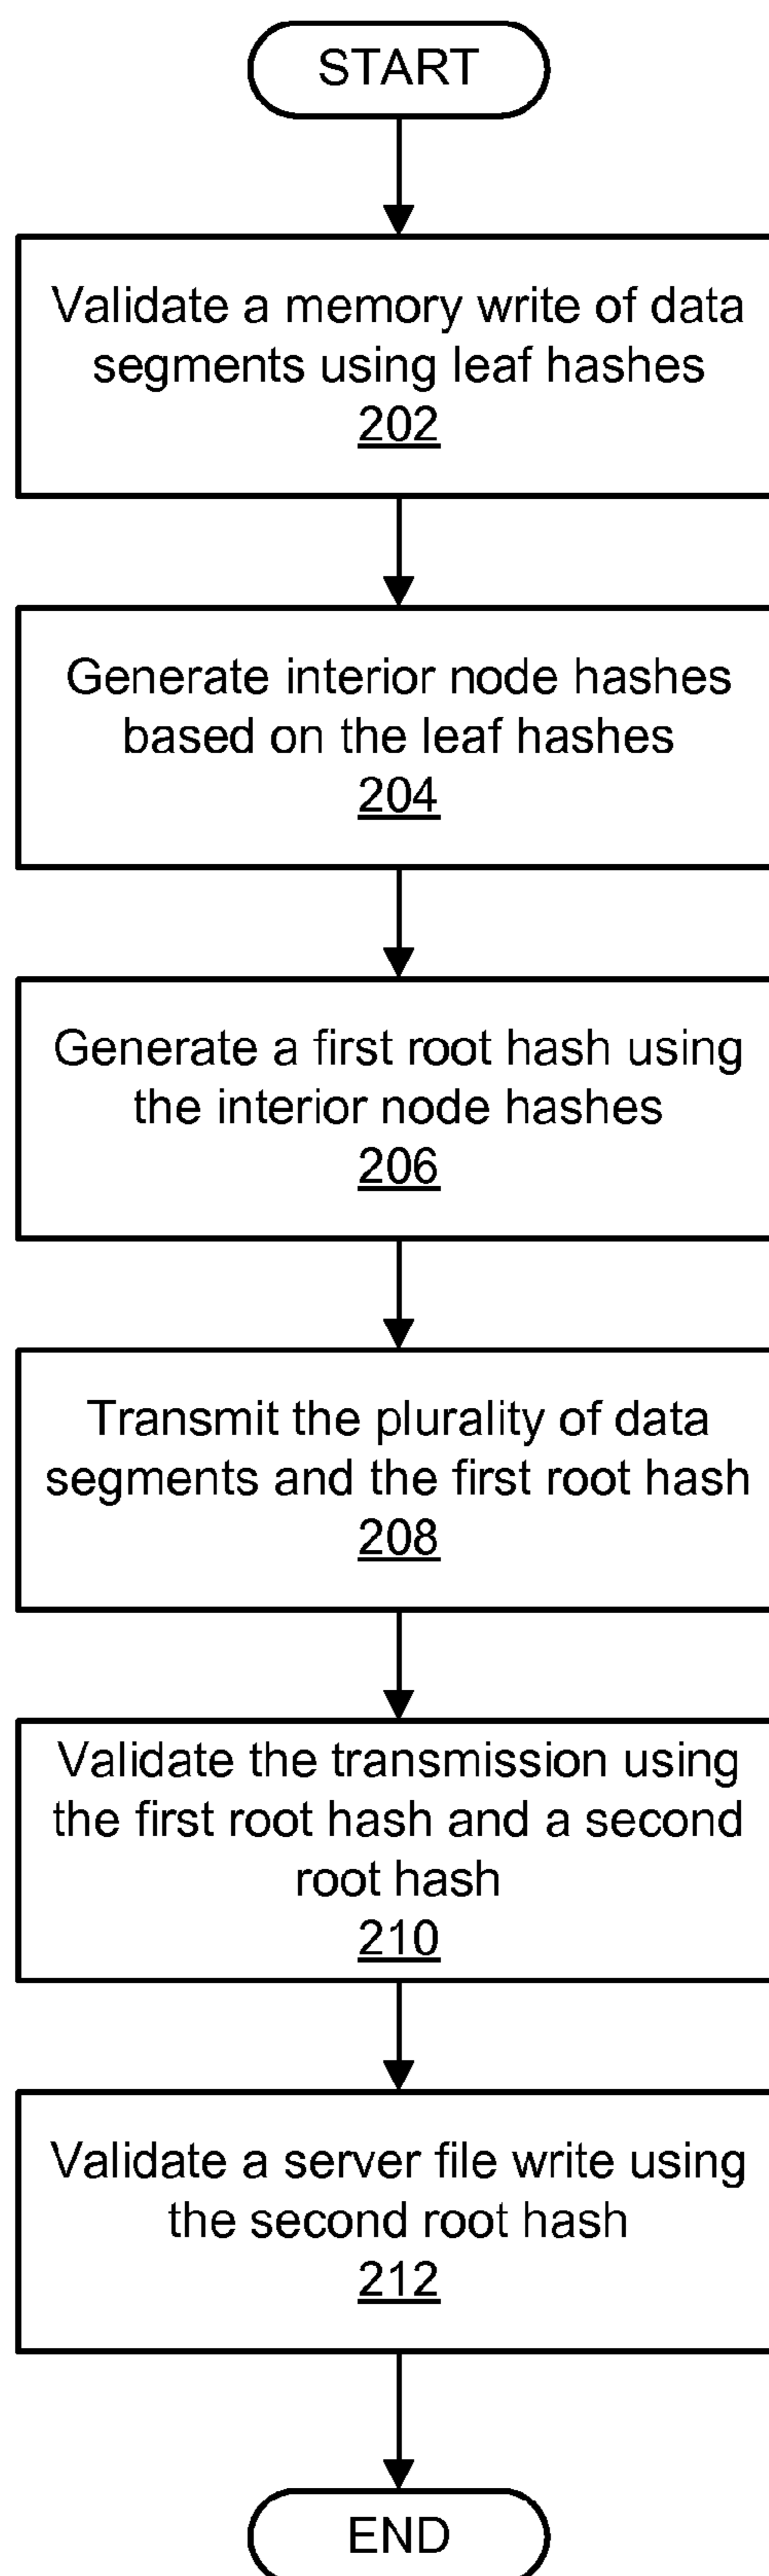 START
Validate a memory write of data
segments using leaf hashes
202
Generate interior node hashes
based on the leaf hashes
204
Generate a first root hash using
the interior node hashes
206
Transmit the plurality of data
segments and the first root hash
208
Validate the transmission using
the first root hash and a second
root hash
210
Validate a server file write using
the second root hash
212
END